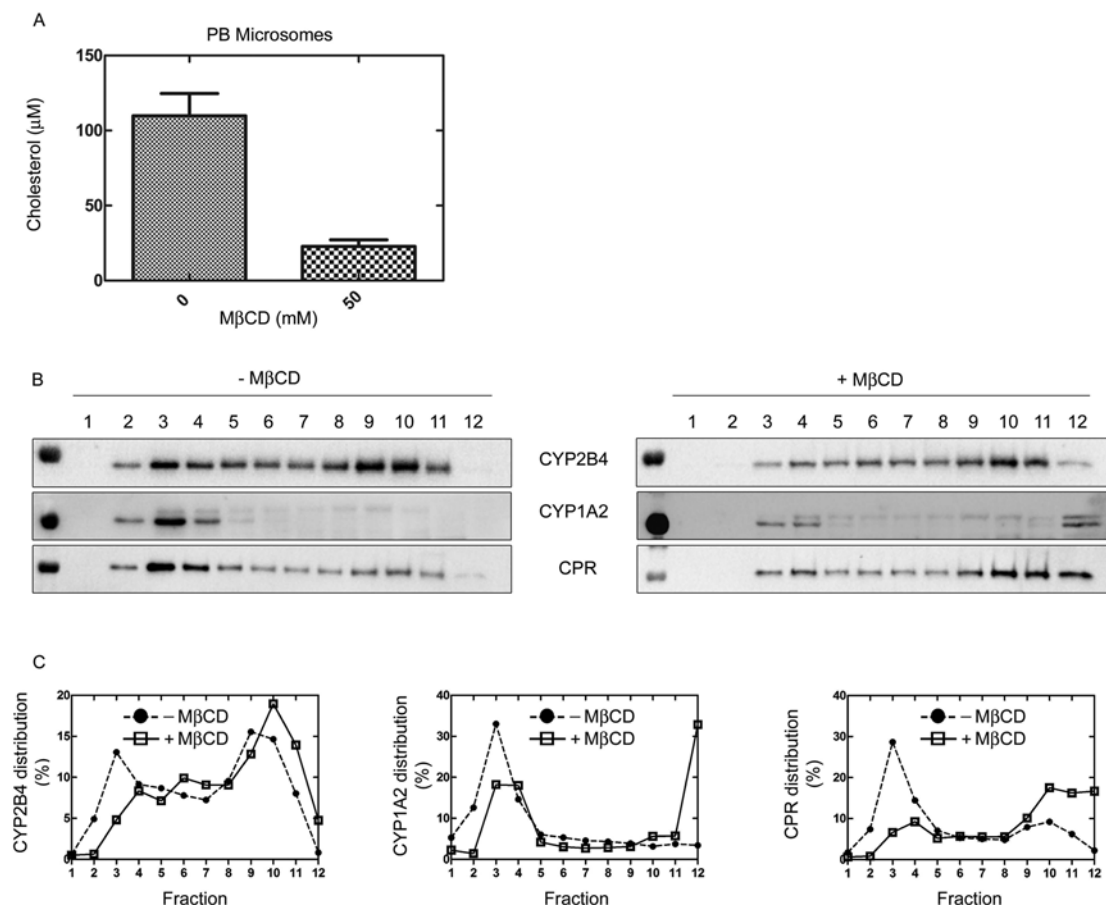 A
PB Microsomes
150
100
50
0
Cholesterol (µM)
0
50
MβCD (mM)
B
- MβCD
+ MβCD
1 2 3 4 5 6 7 8 9 10 11 12
1 2 3 4 5 6 7 8 9 10 11 12
CYP2B4
CYP1A2
CPR
C
CYP2B4 distribution
(%)
20
15
10
5
0
– MβCD
+ MβCD
1 2 3 4 5 6 7 8 9 10 11 12
Fraction
CYP1A2 distribution
(%)
40
30
20
10
0
– MβCD
+ MβCD
1 2 3 4 5 6 7 8 9 10 11 12
Fraction
CPR distribution
(%)
40
30
20
10
0
– MβCD
+ MβCD
1 2 3 4 5 6 7 8 9 10 11 12
Fraction